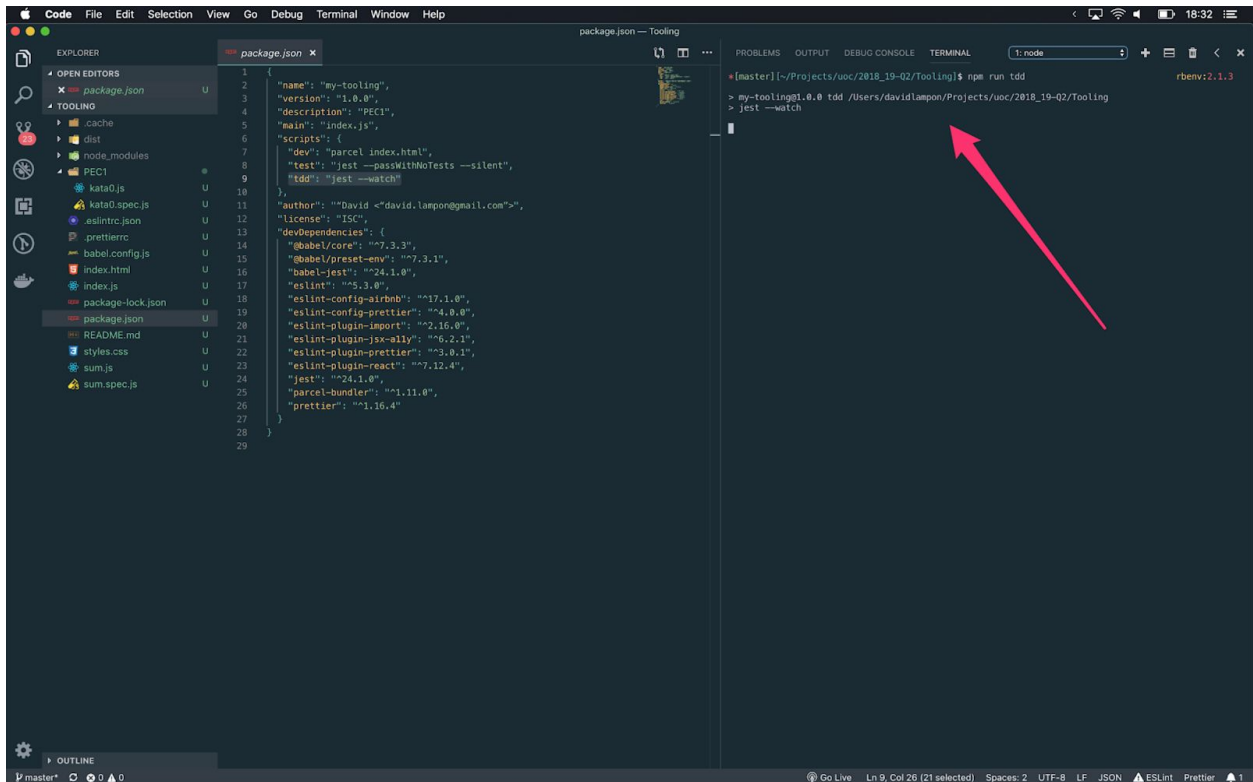 Code File Edit Selection View Go Debug Terminal Window Help 18:32
package.json — Tooling
EXPLORER
OPEN EDITORS
package.json U
TOOLING
.cache
dist
node_modules
PEC1
kata0.js U
kata0.spec.js U
.eslintrc.json U
.prettierrc U
babel.config.js U
index.html U
index.js U
package-lock.json U
package.json U
README.md U
styles.css U
sum.js U
sum.spec.js U
OUTLINE
23
package.json
1 {
2 "name": "my-tooling",
3 "version": "1.0.0",
4 "description": "PEC1",
5 "main": "index.js",
6 "scripts": {
7 "dev": "parcel index.html",
8 "test": "jest --passWithNoTests --silent",
9 "tdd": "jest --watch"
10 },
11 "author": "“David <“david.lampon@gmail.com”>",
12 "license": "ISC",
13 "devDependencies": {
14 "@babel/core": "^7.3.3",
15 "@babel/preset-env": "^7.3.1",
16 "babel-jest": "^24.1.0",
17 "eslint": "^5.3.0",
18 "eslint-config-airbnb": "^17.1.0",
19 "eslint-config-prettier": "^4.0.0",
20 "eslint-plugin-import": "^2.16.0",
21 "eslint-plugin-jsx-a11y": "^6.2.1",
22 "eslint-plugin-prettier": "^3.0.1",
23 "eslint-plugin-react": "^7.12.4",
24 "jest": "^24.1.0",
25 "parcel-bundler": "^1.11.0",
26 "prettier": "^1.16.4"
27 }
28 }
29
PROBLEMS OUTPUT DEBUG CONSOLE TERMINAL 1: node
*[master][~/Projects/uoc/2018_19-Q2/Tooling]$ npm run tdd rbenv:2.1.3
> my-tooling@1.0.0 tdd /Users/davidlampon/Projects/uoc/2018_19-Q2/Tooling
> jest --watch
master* 0 0 Go Live Ln 9, Col 26 (21 selected) Spaces: 2 UTF-8 LF JSON ESLint Prettier 1